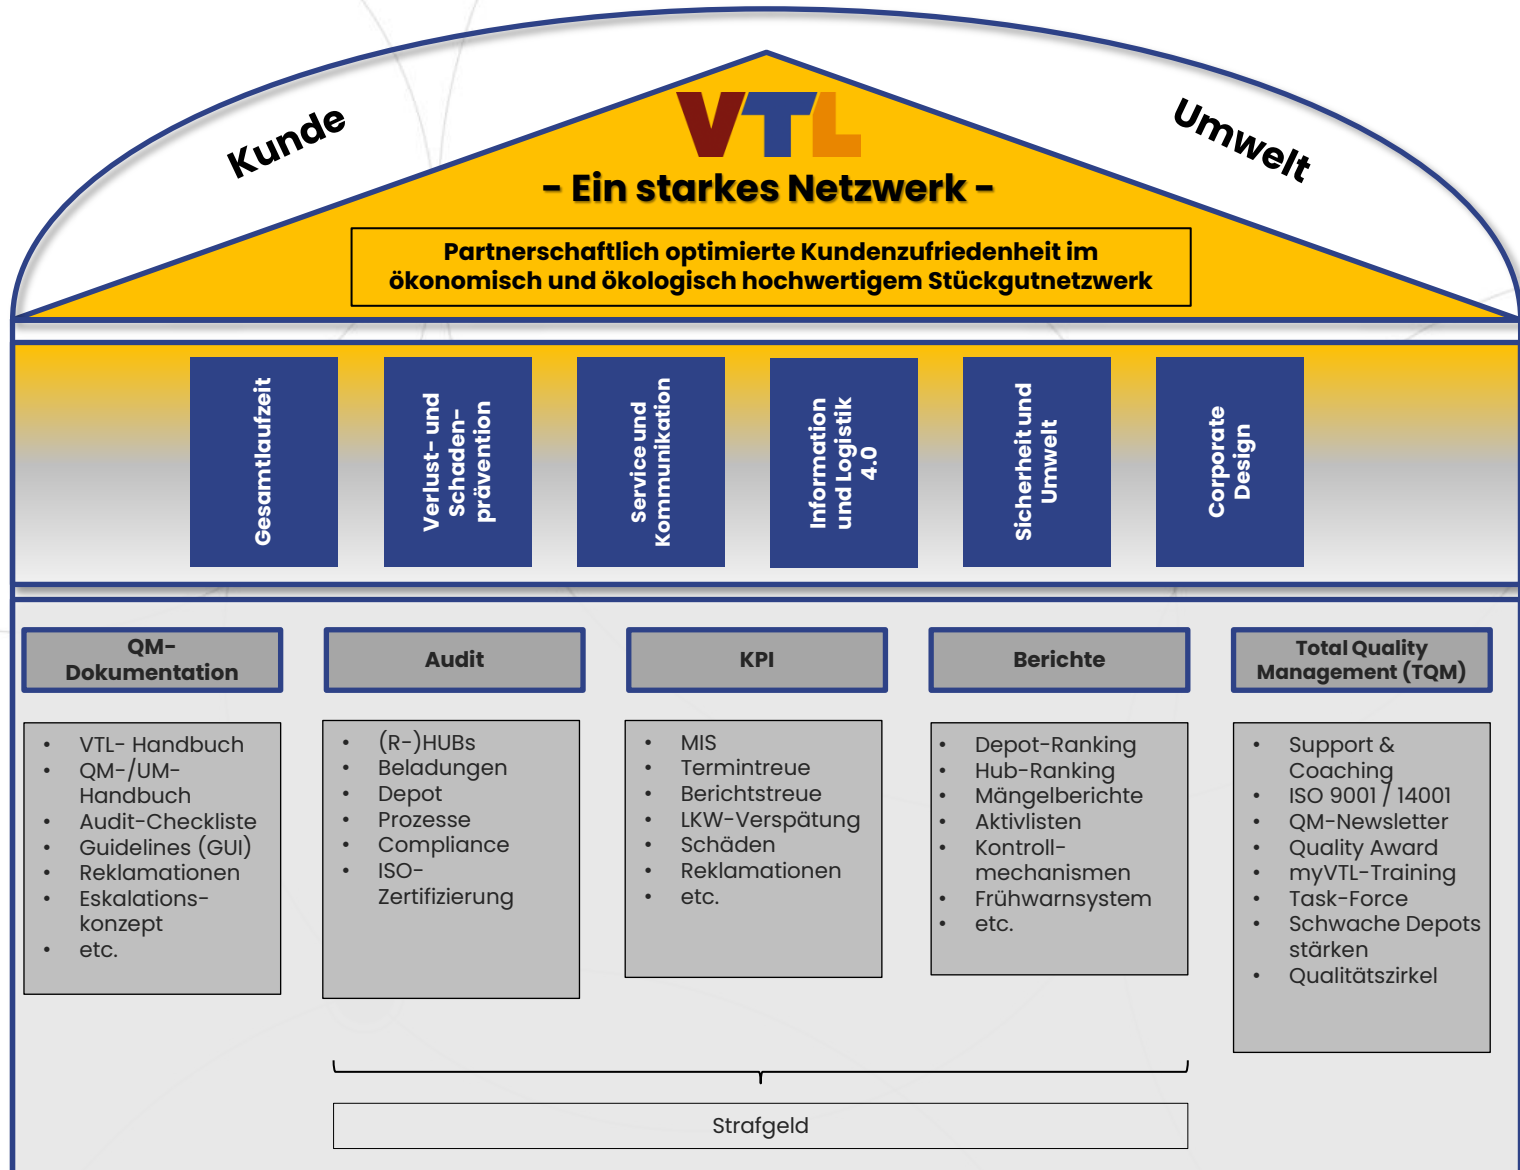 Kunde
Umwelt
VTL
- Ein starkes Netzwerk -
Partnerschaftlich optimierte Kundenzufriedenheit im
ökonomisch und ökologisch hochwertigem Stückgutnetzwerk
Gesamtlaufzeit
Verlust- und
Schaden-
prävention
Service und
Kommunikation
Information
und Logistik
4.0
Sicherheit und
Umwelt
Corporate
Design
QM-
Dokumentation
• VTL- Handbuch
• QM-/UM-
Handbuch
• Audit-Checkliste
• Guidelines (GUI)
• Reklamationen
• Eskalations-
konzept
• etc.
Audit
• (R-)HUBs
• Beladungen
• Depot
• Prozesse
• Compliance
• ISO-
Zertifizierung
KPI
• MIS
• Termintreue
• Berichtstreue
• LKW-Verspätung
• Schäden
• Reklamationen
• etc.
Berichte
• Depot-Ranking
• Hub-Ranking
• Mängelberichte
• Aktivlisten
• Kontroll-
mechanismen
• Frühwarnsystem
• etc.
Total Quality
Management (TQM)
• Support &
Coaching
• ISO 9001 / 14001
• QM-Newsletter
• Quality Award
• myVTL-Training
• Task-Force
• Schwache Depots
stärken
• Qualitätszirkel
Strafgeld